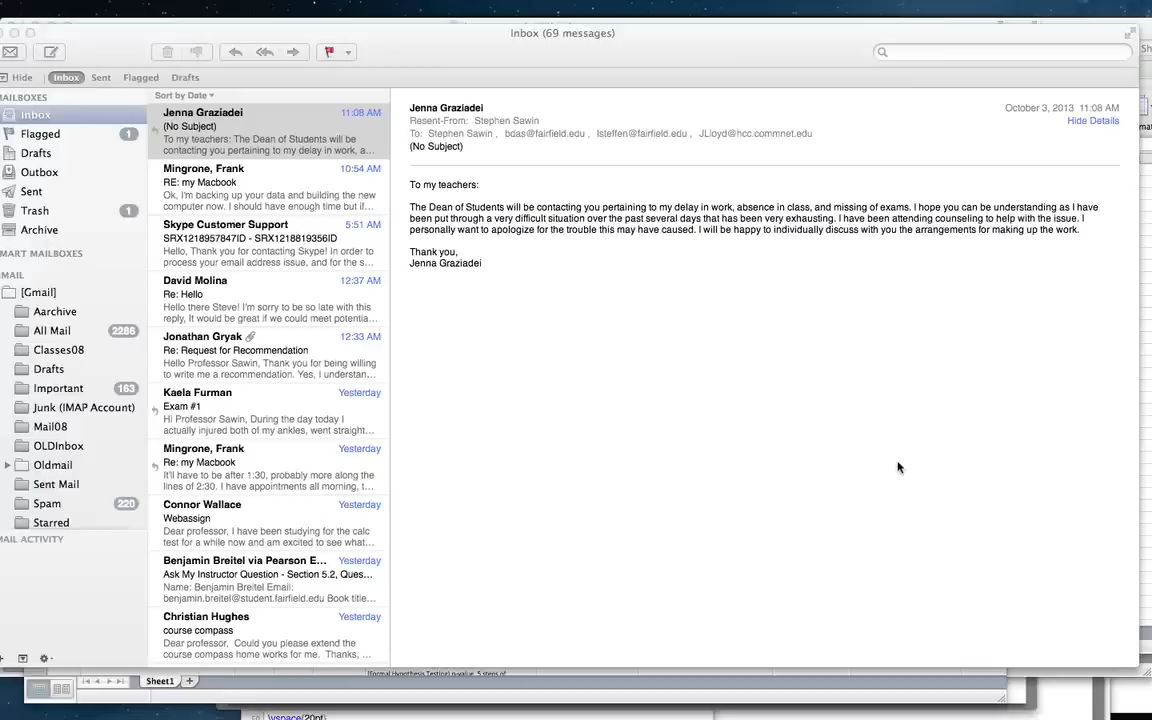 Inbox (69 messages)
Hide Inbox Sent Flagged Drafts
MAILBOXES
Inbox
Flagged 1
Drafts
Outbox
Sent
Trash 1
Archive
SMART MAILBOXES
GMAIL
[Gmail]
Aarchive
All Mail 2286
Classes08
Drafts
Important 163
Junk (IMAP Account)
Mail08
OLDInbox
Oldmail
Sent Mail
Spam 220
Starred
MAIL ACTIVITY
Sort by Date
Jenna Graziadei 11:08 AM
(No Subject)
To my teachers: The Dean of Students will be
contacting you pertaining to my delay in work, a…
Mingrone, Frank 10:54 AM
RE: my Macbook
Ok, I'm backing up your data and building the new
computer now. I should have enough time but if…
Skype Customer Support 5:51 AM
SRX1218957847ID - SRX1218819356ID
Hello, Thank you for contacting Skype! In order to
process your email address issue, and for the s…
David Molina 12:37 AM
Re: Hello
Hello there Steve! I'm sorry to be so late with this
reply, It would be great if we could meet potentia…
Jonathan Gryak 12:33 AM
Re: Request for Recommendation
Hello Professor Sawin, Thank you for being willing
to write me a recommendation. Yes, I understan…
Kaela Furman Yesterday
Exam #1
Hi Professor Sawin, During the day today I
actually injured both of my ankles, went straight…
Mingrone, Frank Yesterday
Re: my Macbook
It'll have to be after 1:30, probably more along the
lines of 2:30. I have appointments all morning, t…
Connor Wallace Yesterday
Webassign
Dear professor, I have been studying for the calc
test for a while now and am excited to see what…
Benjamin Breitel via Pearson E… Yesterday
Ask My Instructor Question - Section 5.2, Ques…
Name: Benjamin Breitel Email:
benjamin.breitel@student.fairfield.edu Book title…
Christian Hughes Yesterday
course compass
Dear professor, Could you please extend the
course compass home works for me. Thanks, …
Jenna Graziadei October 3, 2013 11:08 AM
Resent-From: Stephen Sawin Hide Details
To: Stephen Sawin , bdas@fairfield.edu , lsteffen@fairfield.edu , JLloyd@hcc.commnet.edu
(No Subject)
To my teachers:
The Dean of Students will be contacting you pertaining to my delay in work, absence in class, and missing of exams. I hope you can be understanding as I have
been put through a very difficult situation over the past several days that has been very exhausting. I have been attending counseling to help with the issue. I
personally want to apologize for the trouble this may have caused. I will be happy to individually discuss with you the arrangements for making up the work.
Thank you,
Jenna Graziadei
Sheet1
\vspace{20pt}